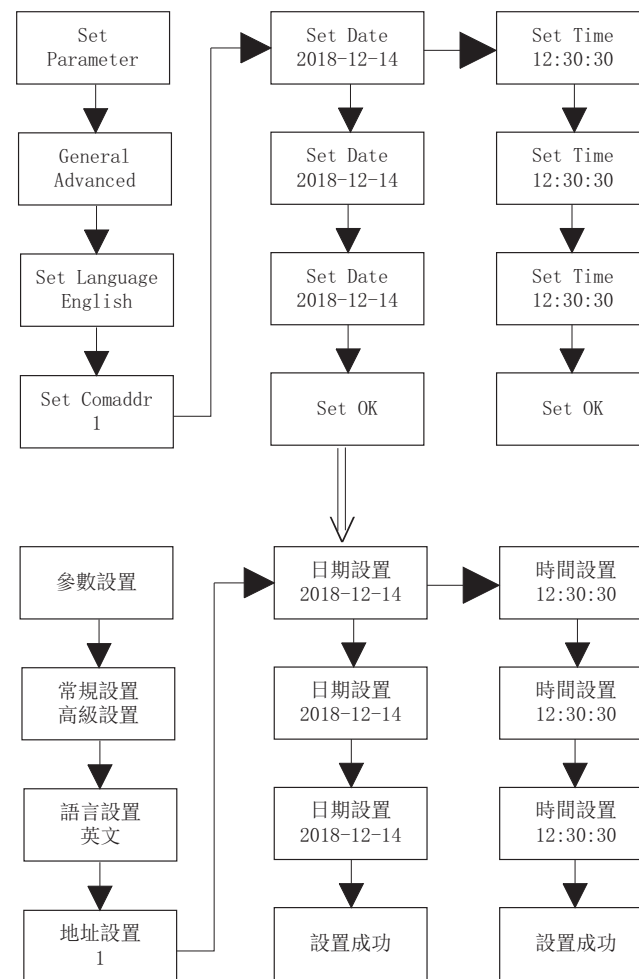 Set
Parameter
General
Advanced
Set Language
English
Set Comaddr
1
Set Date
2018-12-14
Set Date
2018-12-14
Set Date
2018-12-14
Set OK
Set Time
12:30:30
Set Time
12:30:30
Set Time
12:30:30
Set OK
參數設置
常規設置
高級設置
語言設置
英文
地址設置
1
日期設置
2018-12-14
日期設置
2018-12-14
日期設置
2018-12-14
設置成功
時間設置
12:30:30
時間設置
12:30:30
時間設置
12:30:30
設置成功